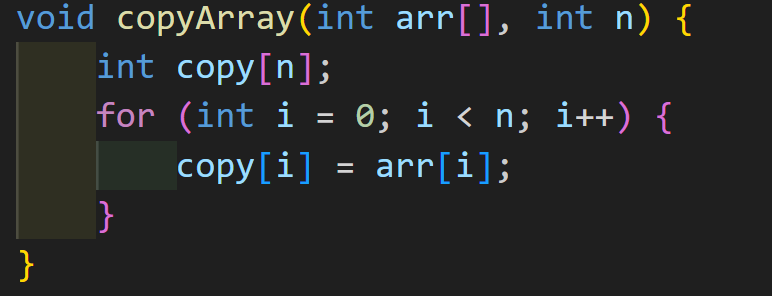 void copyArray(int arr[], int n) {
    int copy[n];
    for (int i = 0; i < n; i++) {
        copy[i] = arr[i];
    }
}